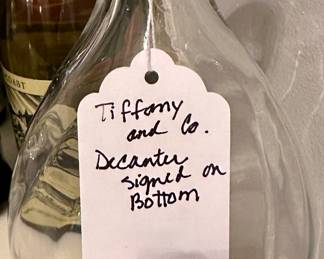 Tiffany
and Co.
Decanter
signed on
Bottom